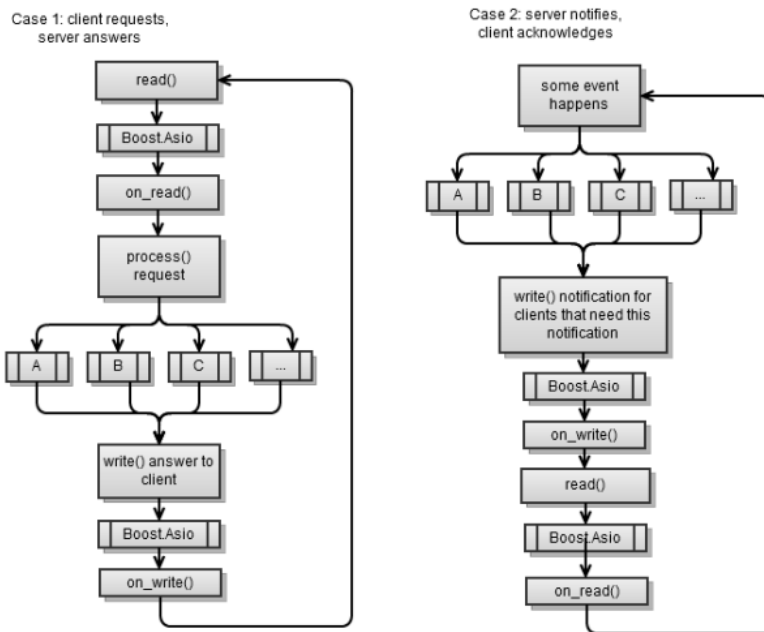 Case 1: client requests,
server answers
read()
Boost.Asio
on_read()
process()
request
A
B
C
...
write() answer to
client
Boost.Asio
on_write()
Case 2: server notifies,
client acknowledges
some event
happens
A
B
C
...
write() notification for
clients that need this
notification
Boost.Asio
on_write()
read()
Boost.Asio
on_read()